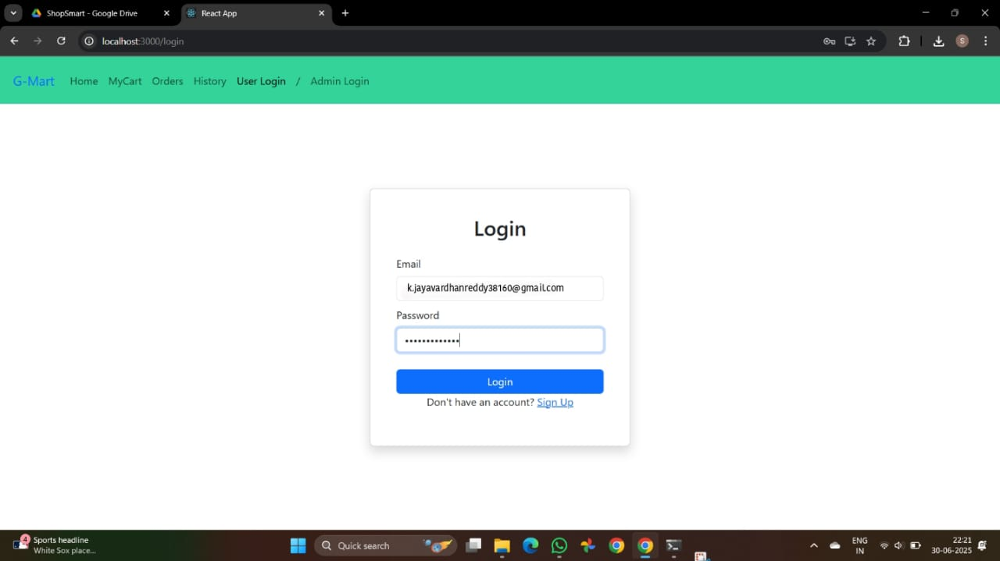 ShopSmart - Google Drive
React App
localhost:3000/login
S
G-Mart Home MyCart Orders History User Login / Admin Login
Login
Email
k.jayavardhanreddy38160@gmail.com
Password
Login
Don't have an account? Sign Up
4
Sports headline
White Sox place...
Quick search
ENG
IN
22:21
30-06-2025